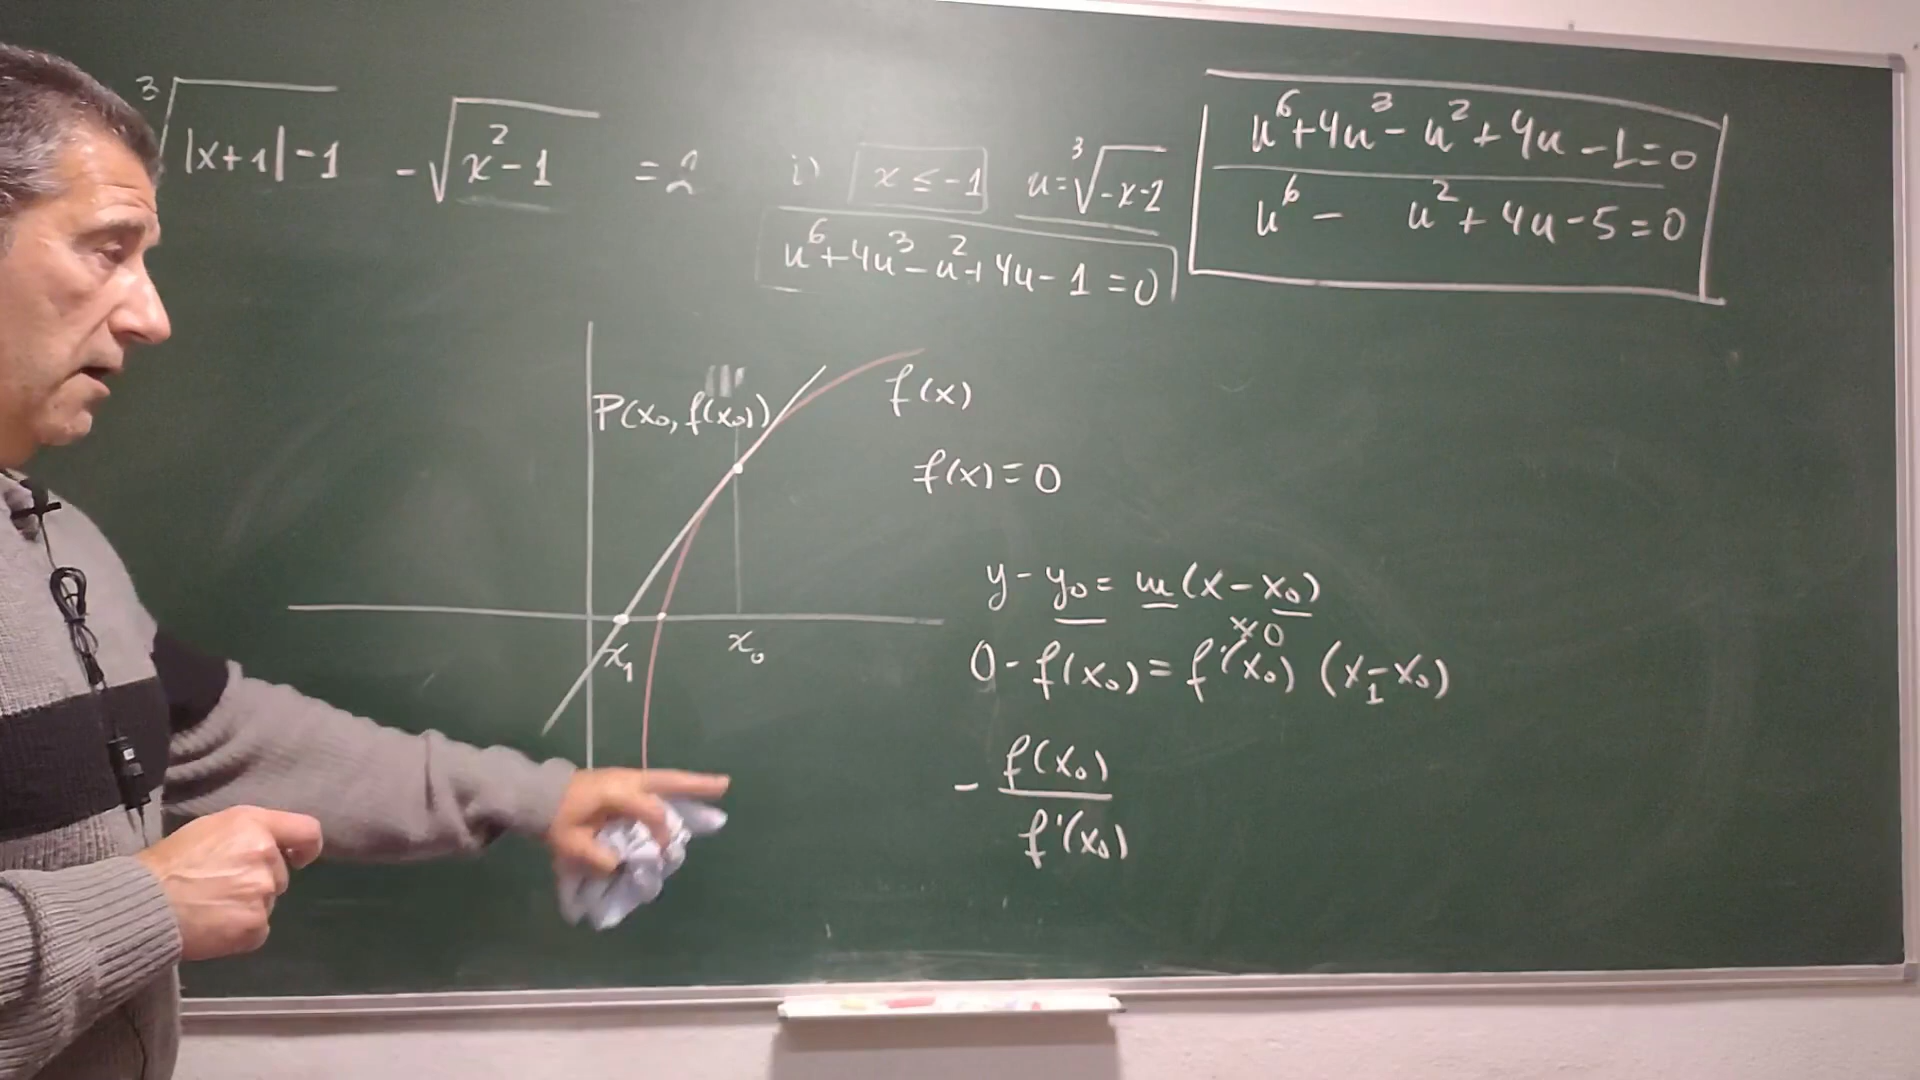 ∛(|x+1|-1) - √(x²-1) = 2
i) x ≤ -1 u = ∛(-x-2)
u⁶+4u³-u²+4u-1=0
u⁶+4u³-u²+4u-1=0
u⁶- u²+4u-5=0
P(x₀, f(x₀))
f(x)
f(x)=0
x₁ x₀
y-y₀=m(x-x₀)
0-f(x₀)=f'(x₀) (x₁-x₀)
- f(x₀)
f'(x₀)